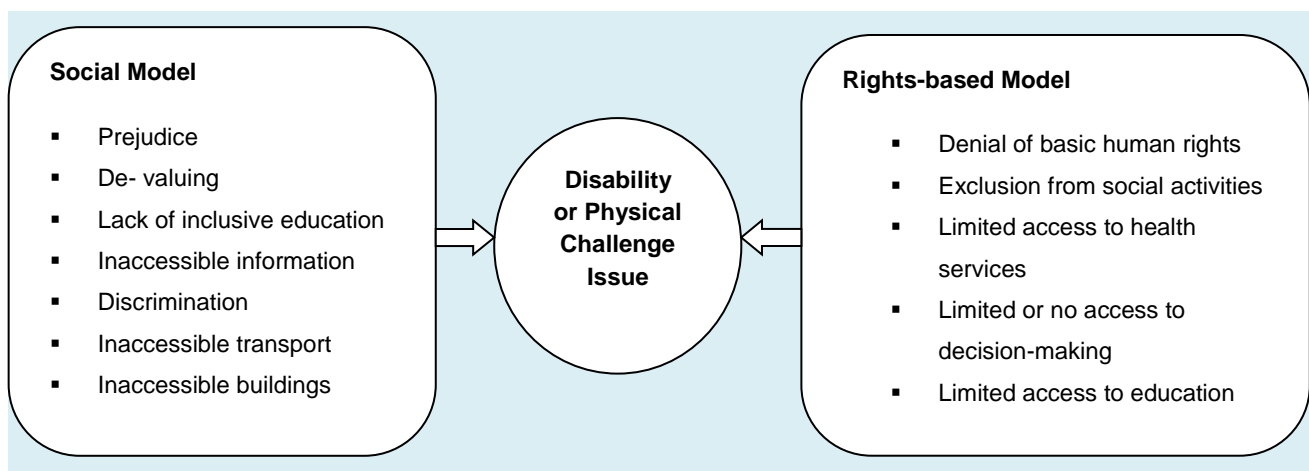 Social Model
▪ Prejudice
▪ De- valuing
▪ Lack of inclusive education
▪ Inaccessible information
▪ Discrimination
▪ Inaccessible transport
▪ Inaccessible buildings
Disability
or Physical
Challenge
Issue
Rights-based Model
▪ Denial of basic human rights
▪ Exclusion from social activities
▪ Limited access to health
services
▪ Limited or no access to
decision-making
▪ Limited access to education